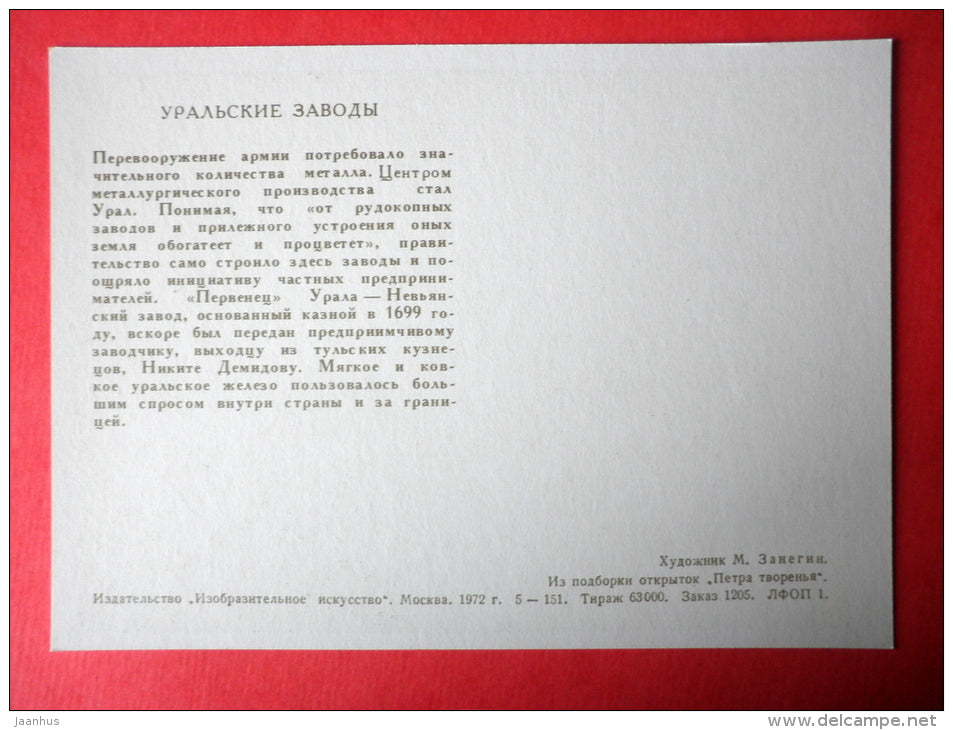 УРАЛЬСКИЕ ЗАВОДЫ
Перевооружение армии потребовало зна-
чительного количества металла. Центром
металлургического производства стал
Урал. Понимая, что «от рудокопных
заводов и прилежного устроения оных
земля обогатеет и процветет», прави-
тельство само строило здесь заводы и по-
ощряло инициативу частных предприни-
мателей. «Первенец» Урала — Невьян-
ский завод, основанный казной в 1699 го-
ду, вскоре был передан предприимчивому
заводчику, выходцу из тульских кузне-
цов, Никите Демидову. Мягкое и ков-
кое уральское железо пользовалось боль-
шим спросом внутри страны и за грани-
цей.
Художник М. Занегин.
Из подборки открыток „Петра творенья“.
Издательство „Изобразительное искусство“. Москва. 1972 г. 5 — 151. Тираж 63000. Заказ 1205. ЛФОП 1.
Jaanhus
www.delcampe.net